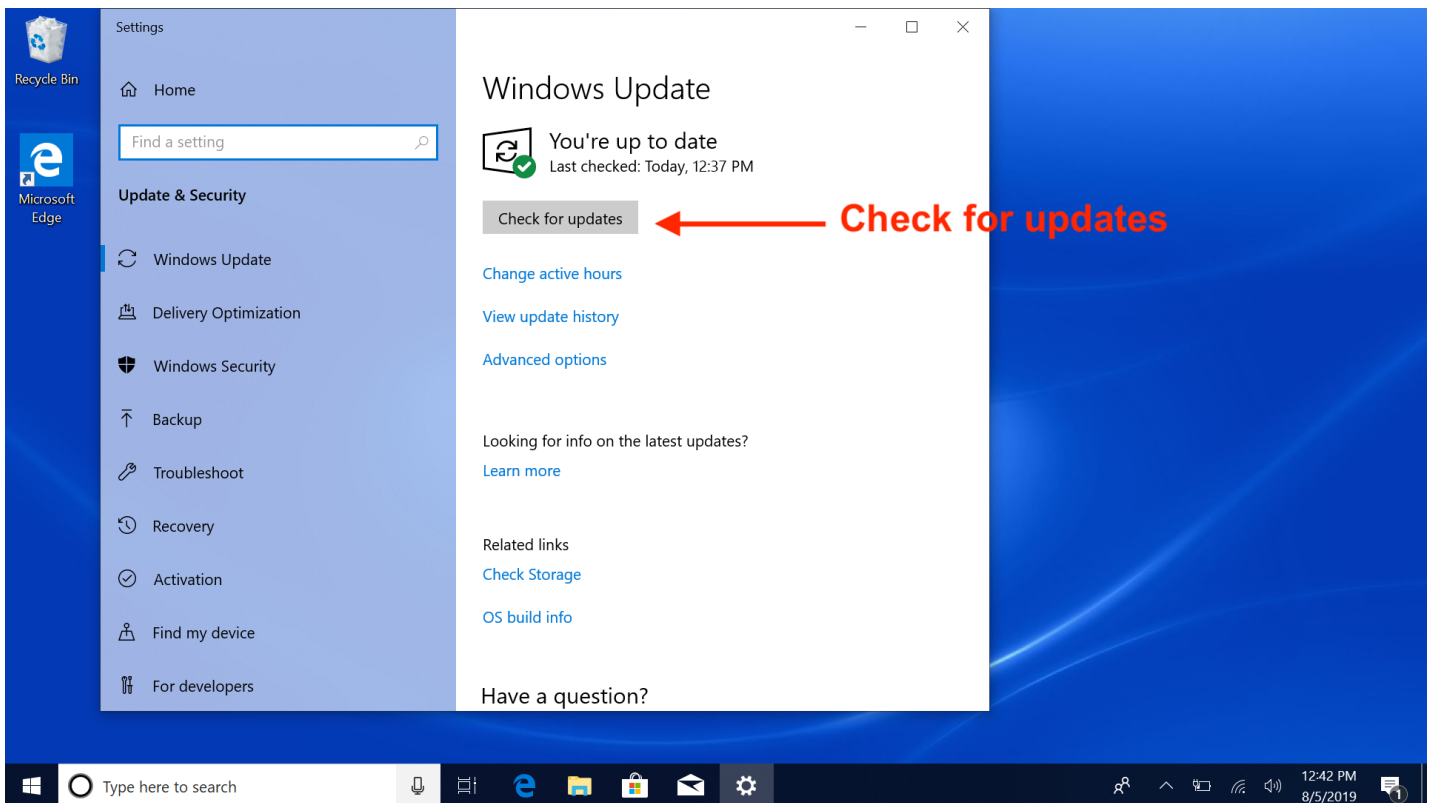 Recycle Bin
Microsoft
Edge
Settings
Home
Find a setting
Update & Security
Windows Update
Delivery Optimization
Windows Security
Backup
Troubleshoot
Recovery
Activation
Find my device
For developers
Windows Update
You're up to date
Last checked: Today, 12:37 PM
Check for updates
Check for updates
Change active hours
View update history
Advanced options
Looking for info on the latest updates?
Learn more
Related links
Check Storage
OS build info
Have a question?
Type here to search
12:42 PM
8/5/2019
1